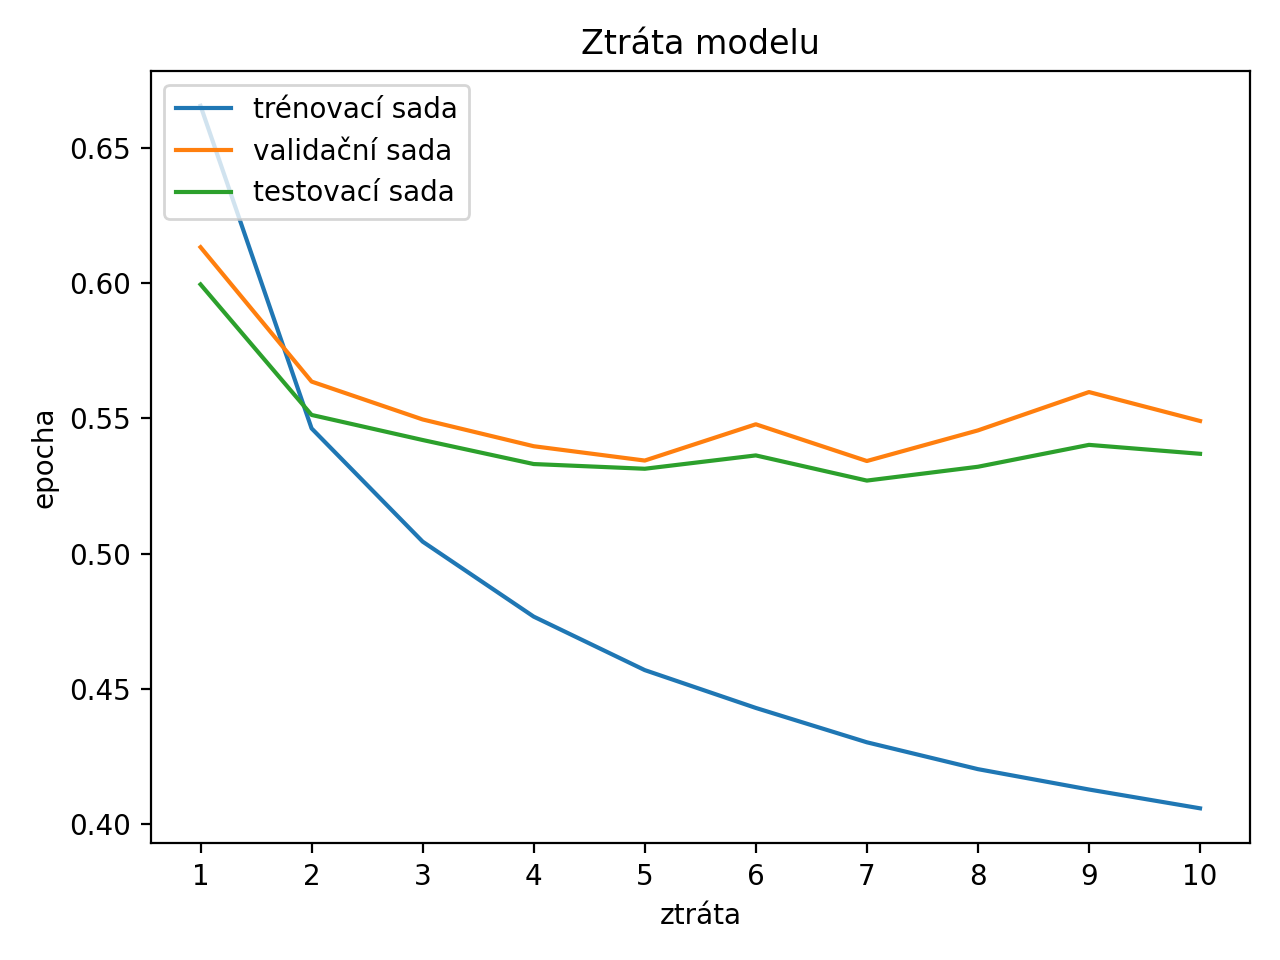 Ztráta modelu
trénovací sada
validační sada
testovací sada
epocha
0.65
0.60
0.55
0.50
0.45
0.40
1 2 3 4 5 6 7 8 9 10
ztráta